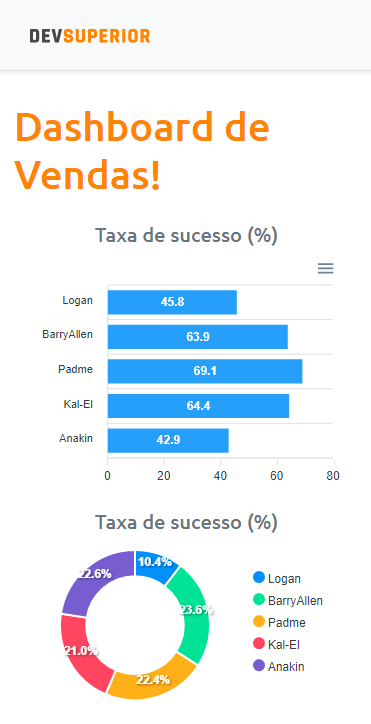 DEVSUPERIOR
Dashboard de
Vendas!
Taxa de sucesso (%)
Logan 45.8
BarryAllen 63.9
Padme 69.1
Kal-El 64.4
Anakin 42.9
0 20 40 60 80
Taxa de sucesso (%)
22.6% 10.4%
23.6%
21.0%
22.4%
Logan
BarryAllen
Padme
Kal-El
Anakin